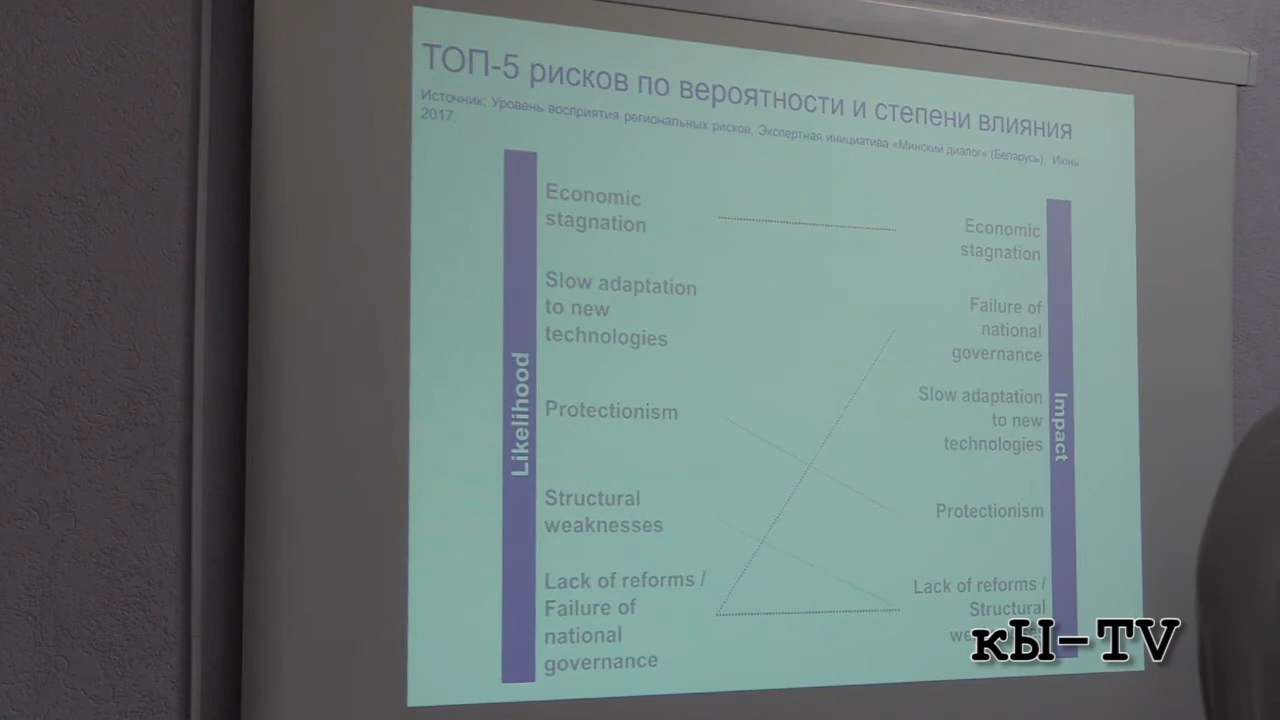 ТОП-5 рисков по вероятности и степени влияния
Источник: Уровень восприятия региональных рисков, Экспертная инициатива «Минский диалог» (Беларусь), Июнь
2017.
Likelihood
Economic
stagnation
Slow adaptation
to new
technologies
Protectionism
Structural
weaknesses
Lack of reforms /
Failure of
national
governance
Economic
stagnation
Failure of
national
governance
Slow adaptation
to new
technologies
Protectionism
Lack of reforms /
Structural
Impact
кЫ-TV